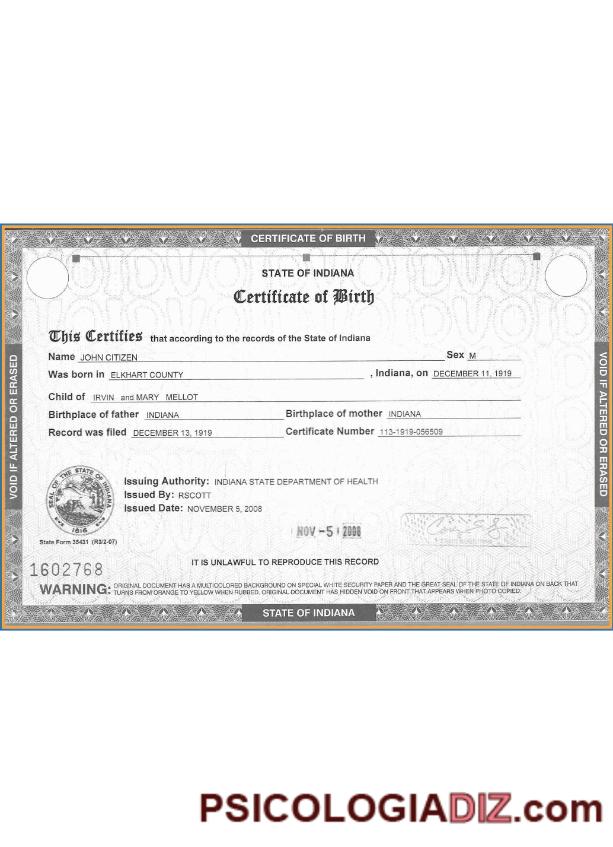 CERTIFICATE OF BIRTH
STATE OF INDIANA
Certificate of Birth
This Certifies that according to the records of the State of Indiana
Name JOHN CITIZEN Sex M
Was born in ELKHART COUNTY , Indiana, on DECEMBER 11, 1919
Child of IRVIN and MARY MELLOT
Birthplace of father INDIANA Birthplace of mother INDIANA
Record was filed DECEMBER 13, 1919 Certificate Number 113-1919-056509
VOID IF ALTERED OR ERASED
VOID IF ALTERED OR ERASED
SEAL OF THE STATE OF INDIANA
1816
Issuing Authority: INDIANA STATE DEPARTMENT OF HEALTH
Issued By: RSCOTT
Issued Date: NOVEMBER 5, 2008
NOV -5 2008
State Form 35431 (R3/2-07)
IT IS UNLAWFUL TO REPRODUCE THIS RECORD
1602768
WARNING: ORIGINAL DOCUMENT HAS A MULTICOLORED BACKGROUND ON SPECIAL WHITE SECURITY PAPER AND THE GREAT SEAL OF THE STATE OF INDIANA ON BACK THAT
TURNS FROM ORANGE TO YELLOW WHEN RUBBED. ORIGINAL DOCUMENT HAS HIDDEN VOID ON FRONT THAT APPEARS WHEN PHOTO COPIED.
STATE OF INDIANA
PSICOLOGIADIZ.com